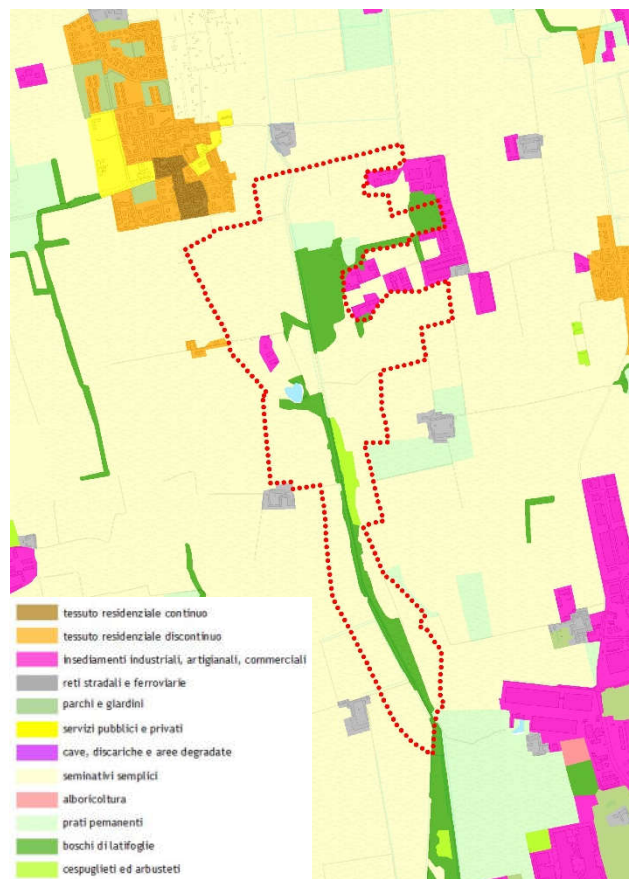 tessuto residenziale continuo
tessuto residenziale discontinuo
insediamenti industriali, artigianali, commerciali
reti stradali e ferroviarie
parchi e giardini
servizi pubblici e privati
cave, discariche e aree degradate
seminativi semplici
alboricoltura
prati pemanenti
boschi di latifoglie
cespuglieti ed arbusteti